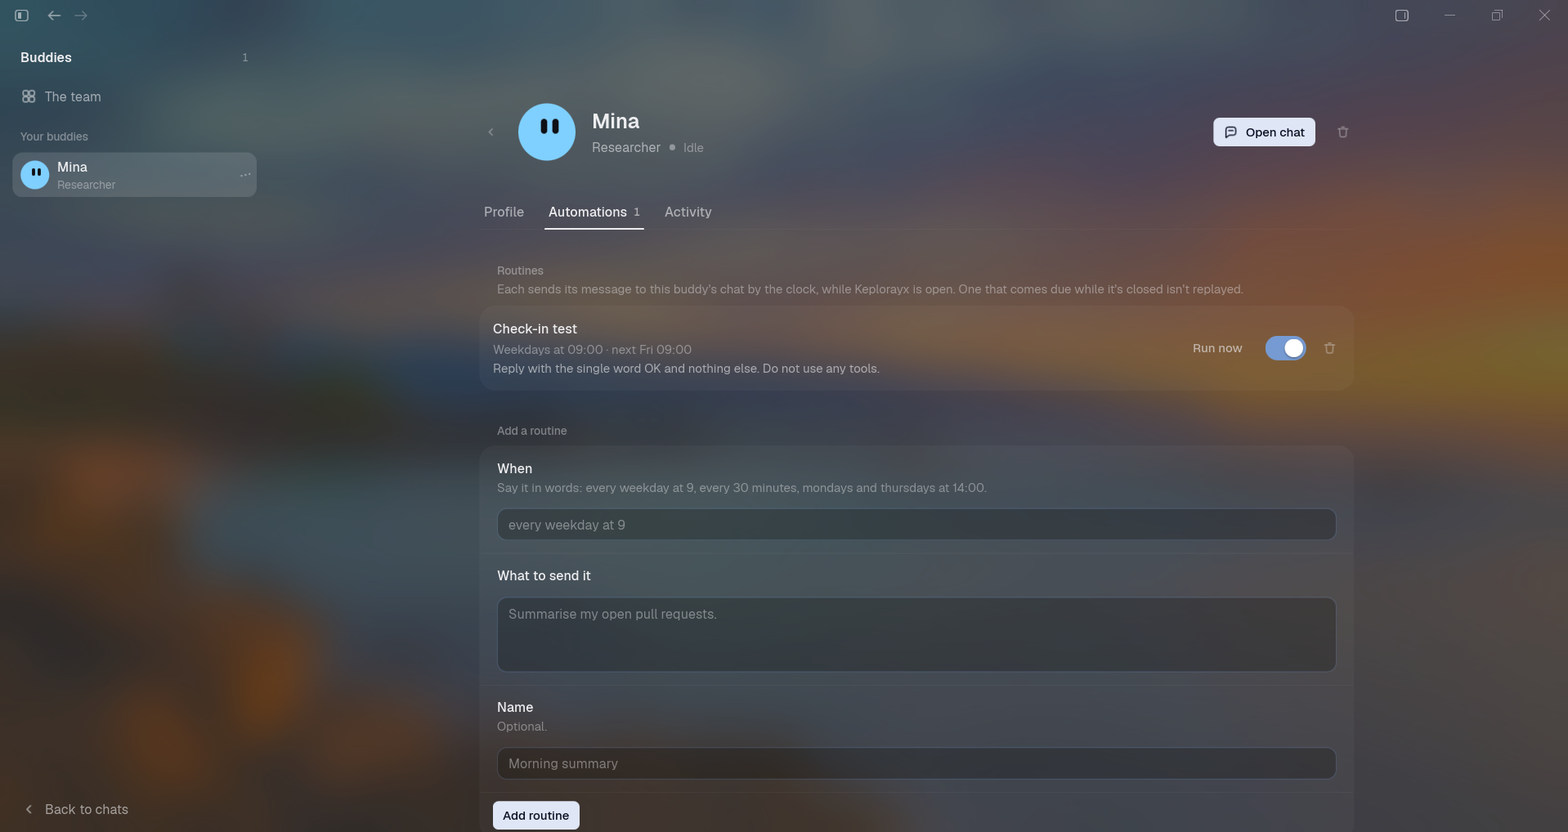 Buddies 1
The team
Your buddies
Mina
Researcher
Mina
Researcher Idle
Open chat
Profile Automations 1 Activity
Routines
Each sends its message to this buddy's chat by the clock, while Keplorayx is open. One that comes due while it's closed isn't replayed.
Check-in test
Weekdays at 09:00 · next Fri 09:00
Reply with the single word OK and nothing else. Do not use any tools.
Run now
Add a routine
When
Say it in words: every weekday at 9, every 30 minutes, mondays and thursdays at 14:00.
every weekday at 9
What to send it
Summarise my open pull requests.
Name
Optional.
Morning summary
Add routine
Back to chats